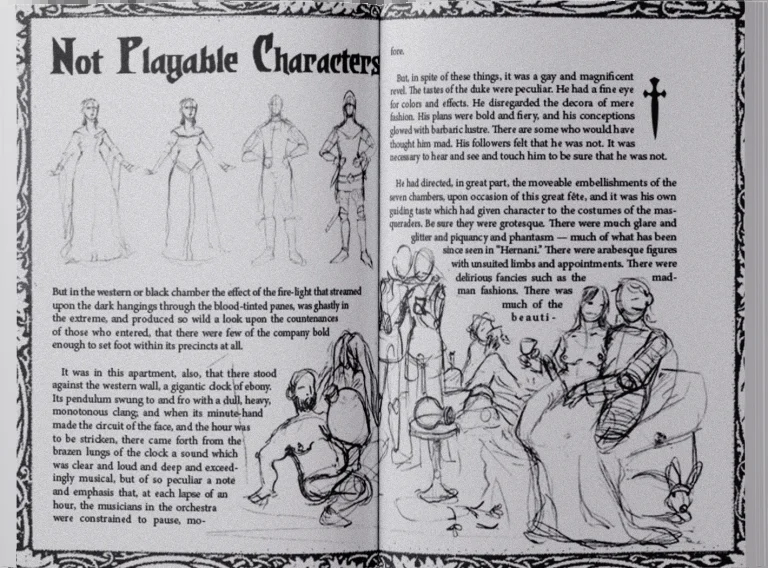 Not Playable Characters
But in the western or black chamber the effect of the fire-light that streamed
upon the dark hangings through the blood-tinted panes, was ghastly in
the extreme, and produced so wild a look upon the countenances
of those who entered, that there were few of the company bold
enough to set foot within its precincts at all.
It was in this apartment, also, that there stood
against the western wall, a gigantic clock of ebony.
Its pendulum swung to and fro with a dull, heavy,
monotonous clang; and when its minute-hand
made the circuit of the face, and the hour was
to be stricken, there came forth from the
brazen lungs of the clock a sound which
was clear and loud and deep and exceed-
ingly musical, but of so peculiar a note
and emphasis that, at each lapse of an
hour, the musicians in the orchestra
were constrained to pause, mo-
fore.
But, in spite of these things, it was a gay and magnificent
revel. The tastes of the duke were peculiar. He had a fine eye
for colors and effects. He disregarded the decora of mere
fashion. His plans were bold and fiery, and his conceptions
glowed with barbaric lustre. There are some who would have
thought him mad. His followers felt that he was not. It was
necessary to hear and see and touch him to be sure that he was not.
He had directed, in great part, the moveable embellishments of the
seven chambers, upon occasion of this great fête, and it was his own
guiding taste which had given character to the costumes of the mas-
queraders. Be sure they were grotesque. There were much glare and
glitter and piquancy and phantasm — much of what has been
since seen in "Hernani." There were arabesque figures
with unsuited limbs and appointments. There were
delirious fancies such as the mad-
man fashions. There was
much of the
beauti-